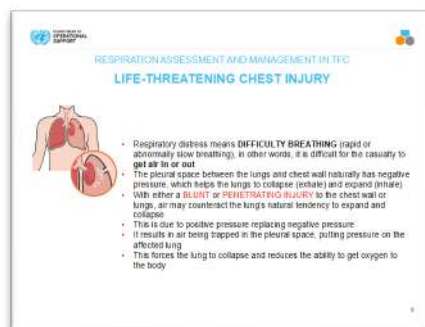 DEPARTMENT OF
OPERATIONAL
SUPPORT
RESPIRATION ASSESSMENT AND MANAGEMENT IN TFC
LIFE-THREATENING CHEST INJURY
• Respiratory distress means DIFFICULTY BREATHING (rapid or
abnormally slow breathing), in other words, it is difficult for the casualty to
get air in or out
• The pleural space between the lungs and chest wall naturally has negative
pressure, which helps the lungs to collapse (exhale) and expand (inhale)
• With either a BLUNT or PENETRATING INJURY to the chest wall or
lungs, air may counteract the lung's natural tendency to expand and
collapse
• This is due to positive pressure replacing negative pressure
• It results in air being trapped in the pleural space, putting pressure on the
affected lung
• This forces the lung to collapse and reduces the ability to get oxygen to
the body